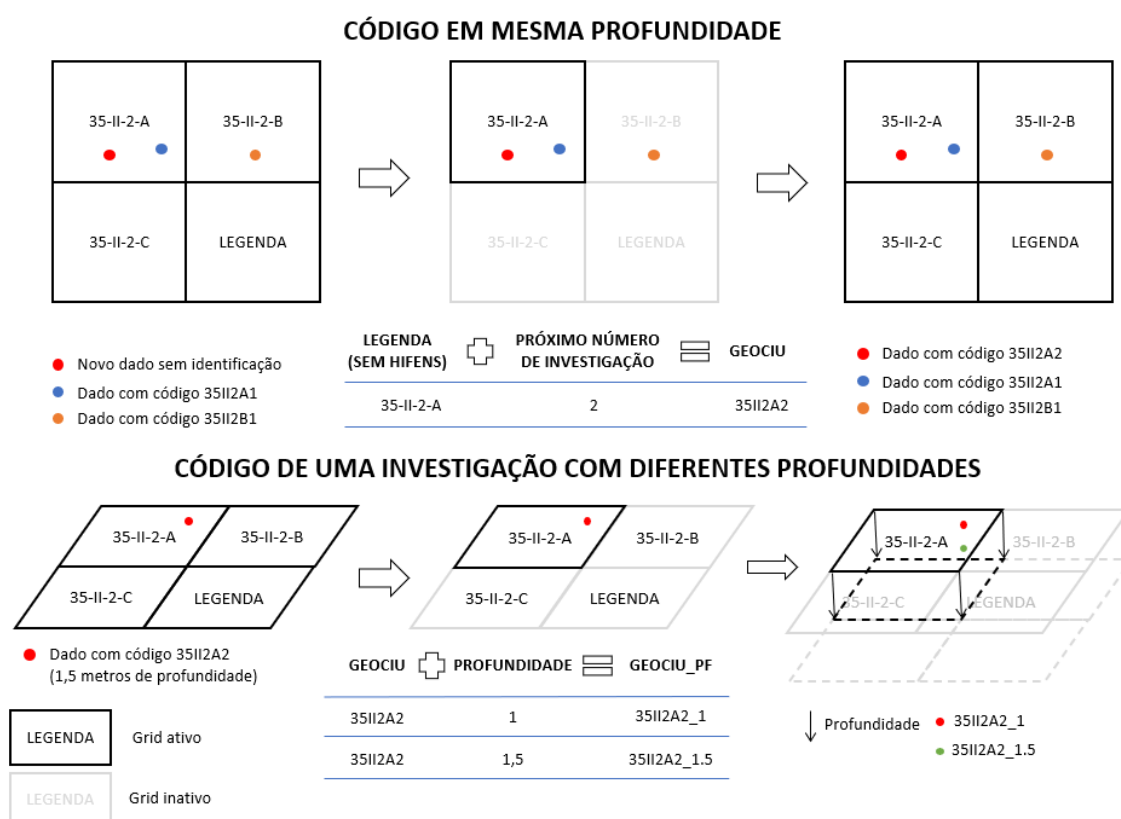 CÓDIGO EM MESMA PROFUNDIDADE
35-II-2-A
35-II-2-B
35-II-2-C
LEGENDA
35-II-2-A
35-II-2-B
35-II-2-C
LEGENDA
35-II-2-A
35-II-2-B
35-II-2-C
LEGENDA
Novo dado sem identificação
Dado com código 35II2A1
Dado com código 35II2B1
LEGENDA
(SEM HIFENS)
PRÓXIMO NÚMERO
DE INVESTIGAÇÃO
GEOCIU
35-II-2-A
2
35II2A2
Dado com código 35II2A2
Dado com código 35II2A1
Dado com código 35II2B1
CÓDIGO DE UMA INVESTIGAÇÃO COM DIFERENTES PROFUNDIDADES
35-II-2-A
35-II-2-B
35-II-2-C
LEGENDA
35-II-2-A
35-II-2-B
35-II-2-C
LEGENDA
35-II-2-A
35-II-2-B
35-II-2-C
LEGENDA
Dado com código 35II2A2
(1,5 metros de profundidade)
LEGENDA
Grid ativo
LEGENDA
Grid inativo
GEOCIU
PROFUNDIDADE
GEOCIU_PF
35II2A2
1
35II2A2_1
35II2A2
1,5
35II2A2_1.5
Profundidade
35II2A2_1
35II2A2_1.5